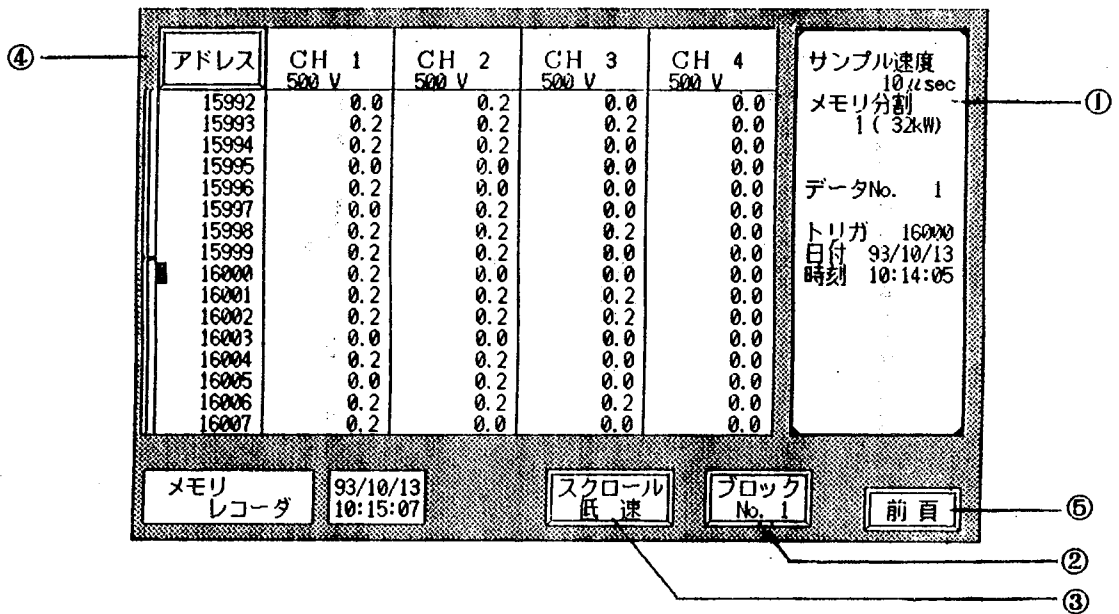 ④
アドレス CH 1 CH 2 CH 3 CH 4
500 V 500 V 500 V 500 V
15992 0.0 0.2 0.0 0.0
15993 0.2 0.2 0.2 0.0
15994 0.2 0.2 0.0 0.0
15995 0.0 0.0 0.0 0.0
15996 0.2 0.0 0.0 0.0
15997 0.0 0.2 0.0 0.0
15998 0.2 0.2 0.2 0.0
15999 0.2 0.2 0.0 0.0
16000 0.2 0.0 0.0 0.0
16001 0.2 0.2 0.2 0.0
16002 0.2 0.2 0.2 0.0
16003 0.0 0.0 0.0 0.0
16004 0.2 0.2 0.2 0.0
16005 0.0 0.2 0.0 0.0
16006 0.2 0.2 0.2 0.0
16007 0.2 0.0 0.0 0.0
サンプル速度
10μsec
メモリ分割
1 ( 32kW)
データNo. 1
トリガ 16000
日付 93/10/13
時刻 10:14:05
①
メモリ
レコーダ
93/10/13
10:15:07
スクロール
低 速
ブロック
No. 1
前 頁
⑤
②
③